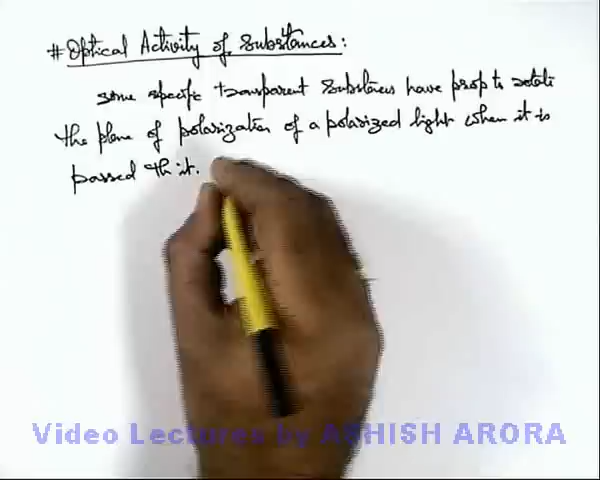 # Optical Activity of Substances :
some specific transparent substances have prop to rotate
the plane of polarization of a polarized light when it is
passed th it.
Video Lectures by ASHISH ARORA